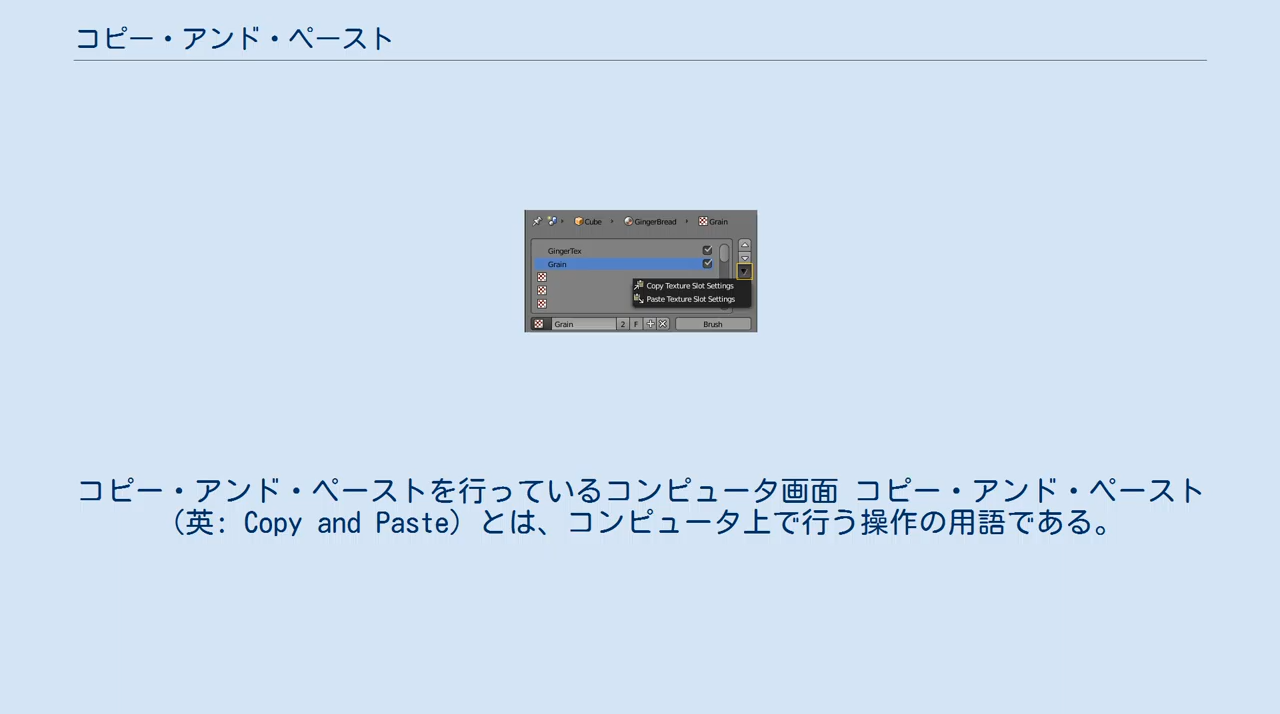 コピー・アンド・ペースト
Cube GingerBread Grain
GingerTex
Grain
Copy Texture Slot Settings
Paste Texture Slot Settings
Grain 2 F Brush
コピー・アンド・ペーストを行っているコンピュータ画面 コピー・アンド・ペースト
（英: Copy and Paste）とは、コンピュータ上で行う操作の用語である。